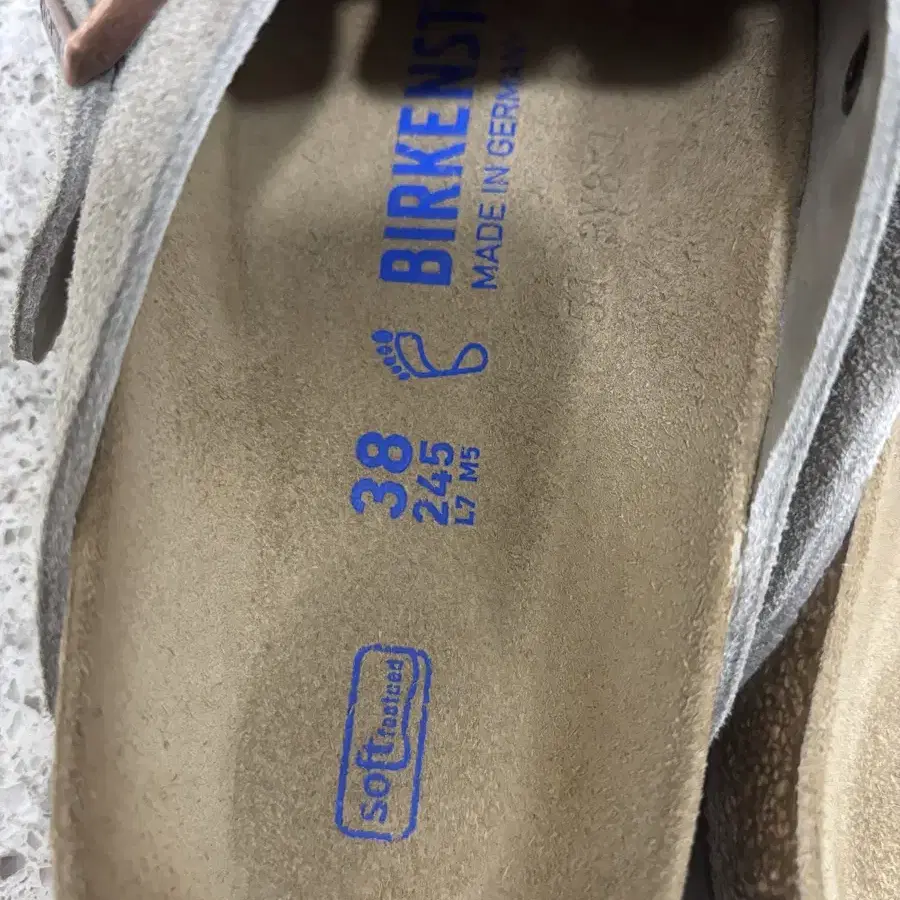 BIRKENST
MADE IN GERMANY
38
245
L7 M5
soft footbed